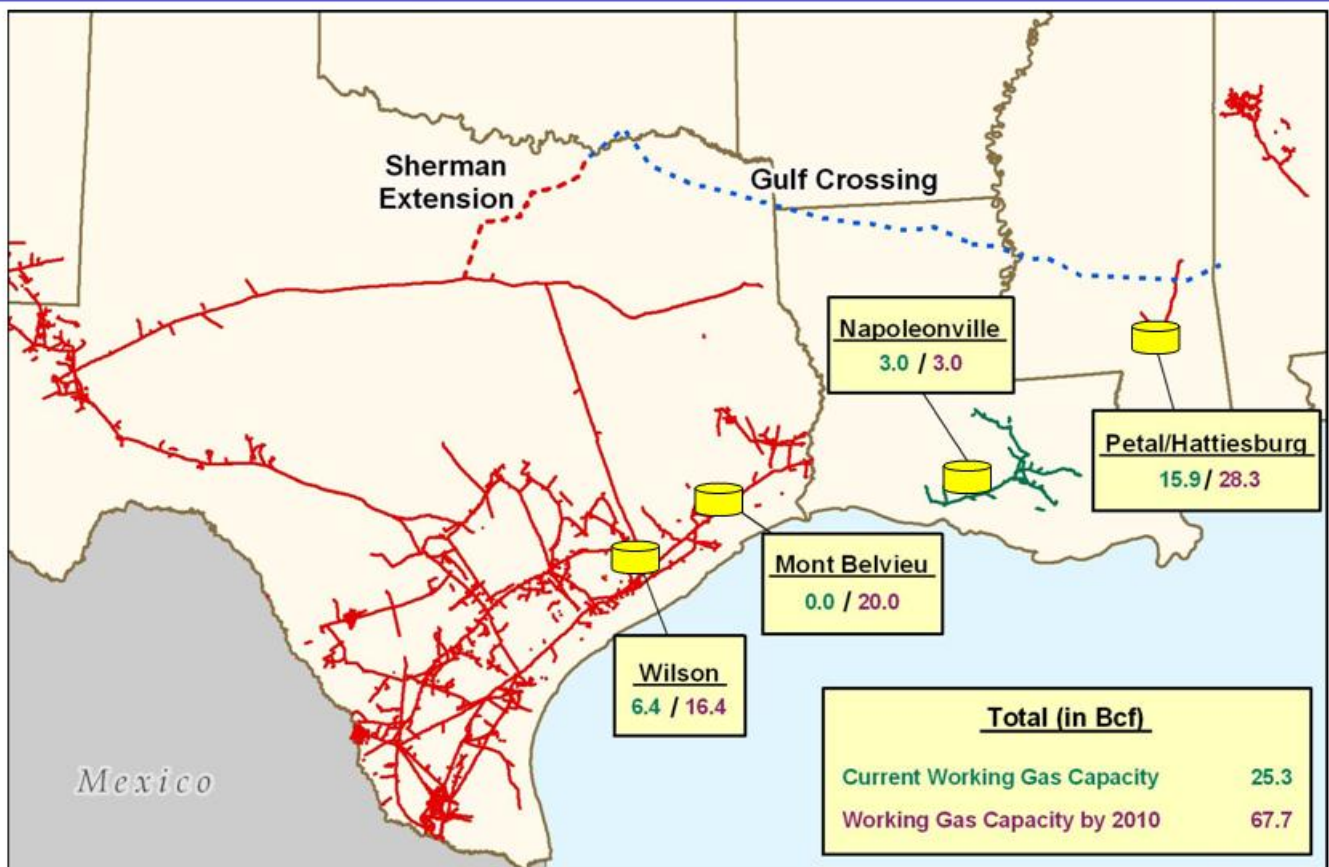 Sherman
Extension
Gulf Crossing
Napoleonville
3.0 / 3.0
Petal/Hattiesburg
15.9 / 28.3
Mont Belvieu
0.0 / 20.0
Wilson
6.4 / 16.4
Mexico
Total (in Bcf)
Current Working Gas Capacity 25.3
Working Gas Capacity by 2010 67.7